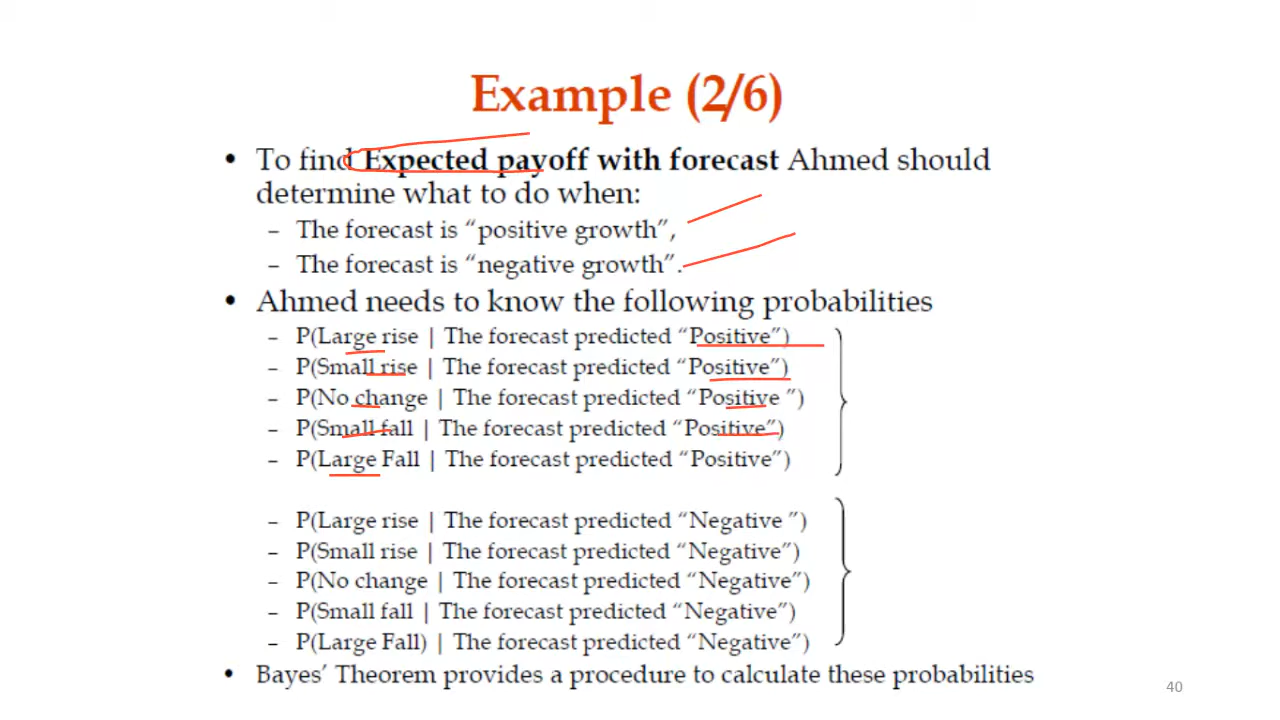 Example (2/6)
• To find Expected payoff with forecast Ahmed should
determine what to do when:
– The forecast is “positive growth”,
– The forecast is “negative growth”.
• Ahmed needs to know the following probabilities
– P(Large rise | The forecast predicted “Positive”)
– P(Small rise | The forecast predicted “Positive”)
– P(No change | The forecast predicted “Positive ”)
– P(Small fall | The forecast predicted “Positive”)
– P(Large Fall | The forecast predicted “Positive”)
– P(Large rise | The forecast predicted “Negative ”)
– P(Small rise | The forecast predicted “Negative”)
– P(No change | The forecast predicted “Negative”)
– P(Small fall | The forecast predicted “Negative”)
– P(Large Fall) | The forecast predicted “Negative”)
• Bayes’ Theorem provides a procedure to calculate these probabilities
40